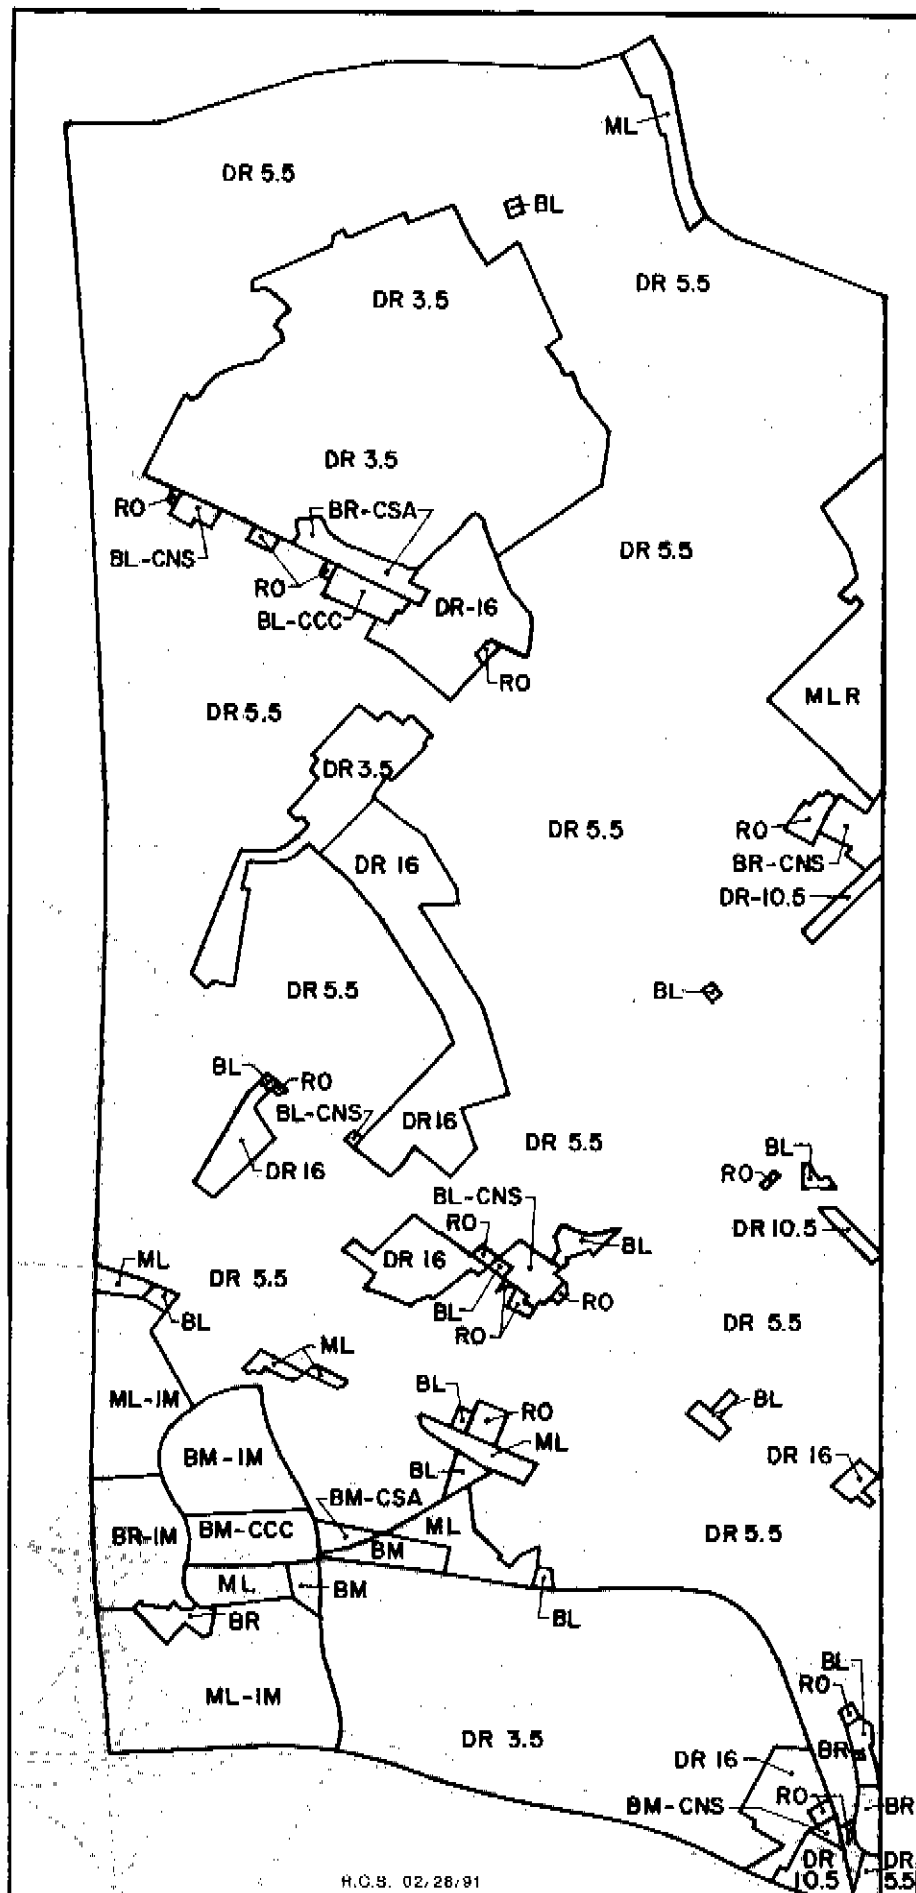 ML
DR 5.5
BL
DR 5.5
DR 3.5
DR 3.5
RO
BR-CSA
BL-CNS
DR 5.5
RO
DR-16
BL-CCC
RO
MLR
DR 5.5
DR 3.5
RO
DR 5.5
DR 16
BR-CNS
DR-10.5
DR 5.5
BL
BL
RO
BL-CNS
DR 16
DR 5.5
BL
DR 16
RO
BL-CNS
RO
DR 10.5
BL
DR 16
ML
DR 5.5
BL
RO
BL
RO
DR 5.5
ML
BL
ML-IM
BL
RO
ML
BM-IM
BL
DR 16
BM-CSA
BR-IM
BM-CCC
ML
DR 5.5
BM
ML
BM
BR
BL
BL
ML-IM
RO
DR 3.5
DR 16
BR
RO
BM-CNS
BR
DR
10.5
DR
5.5
R.C.S. 02/28/91